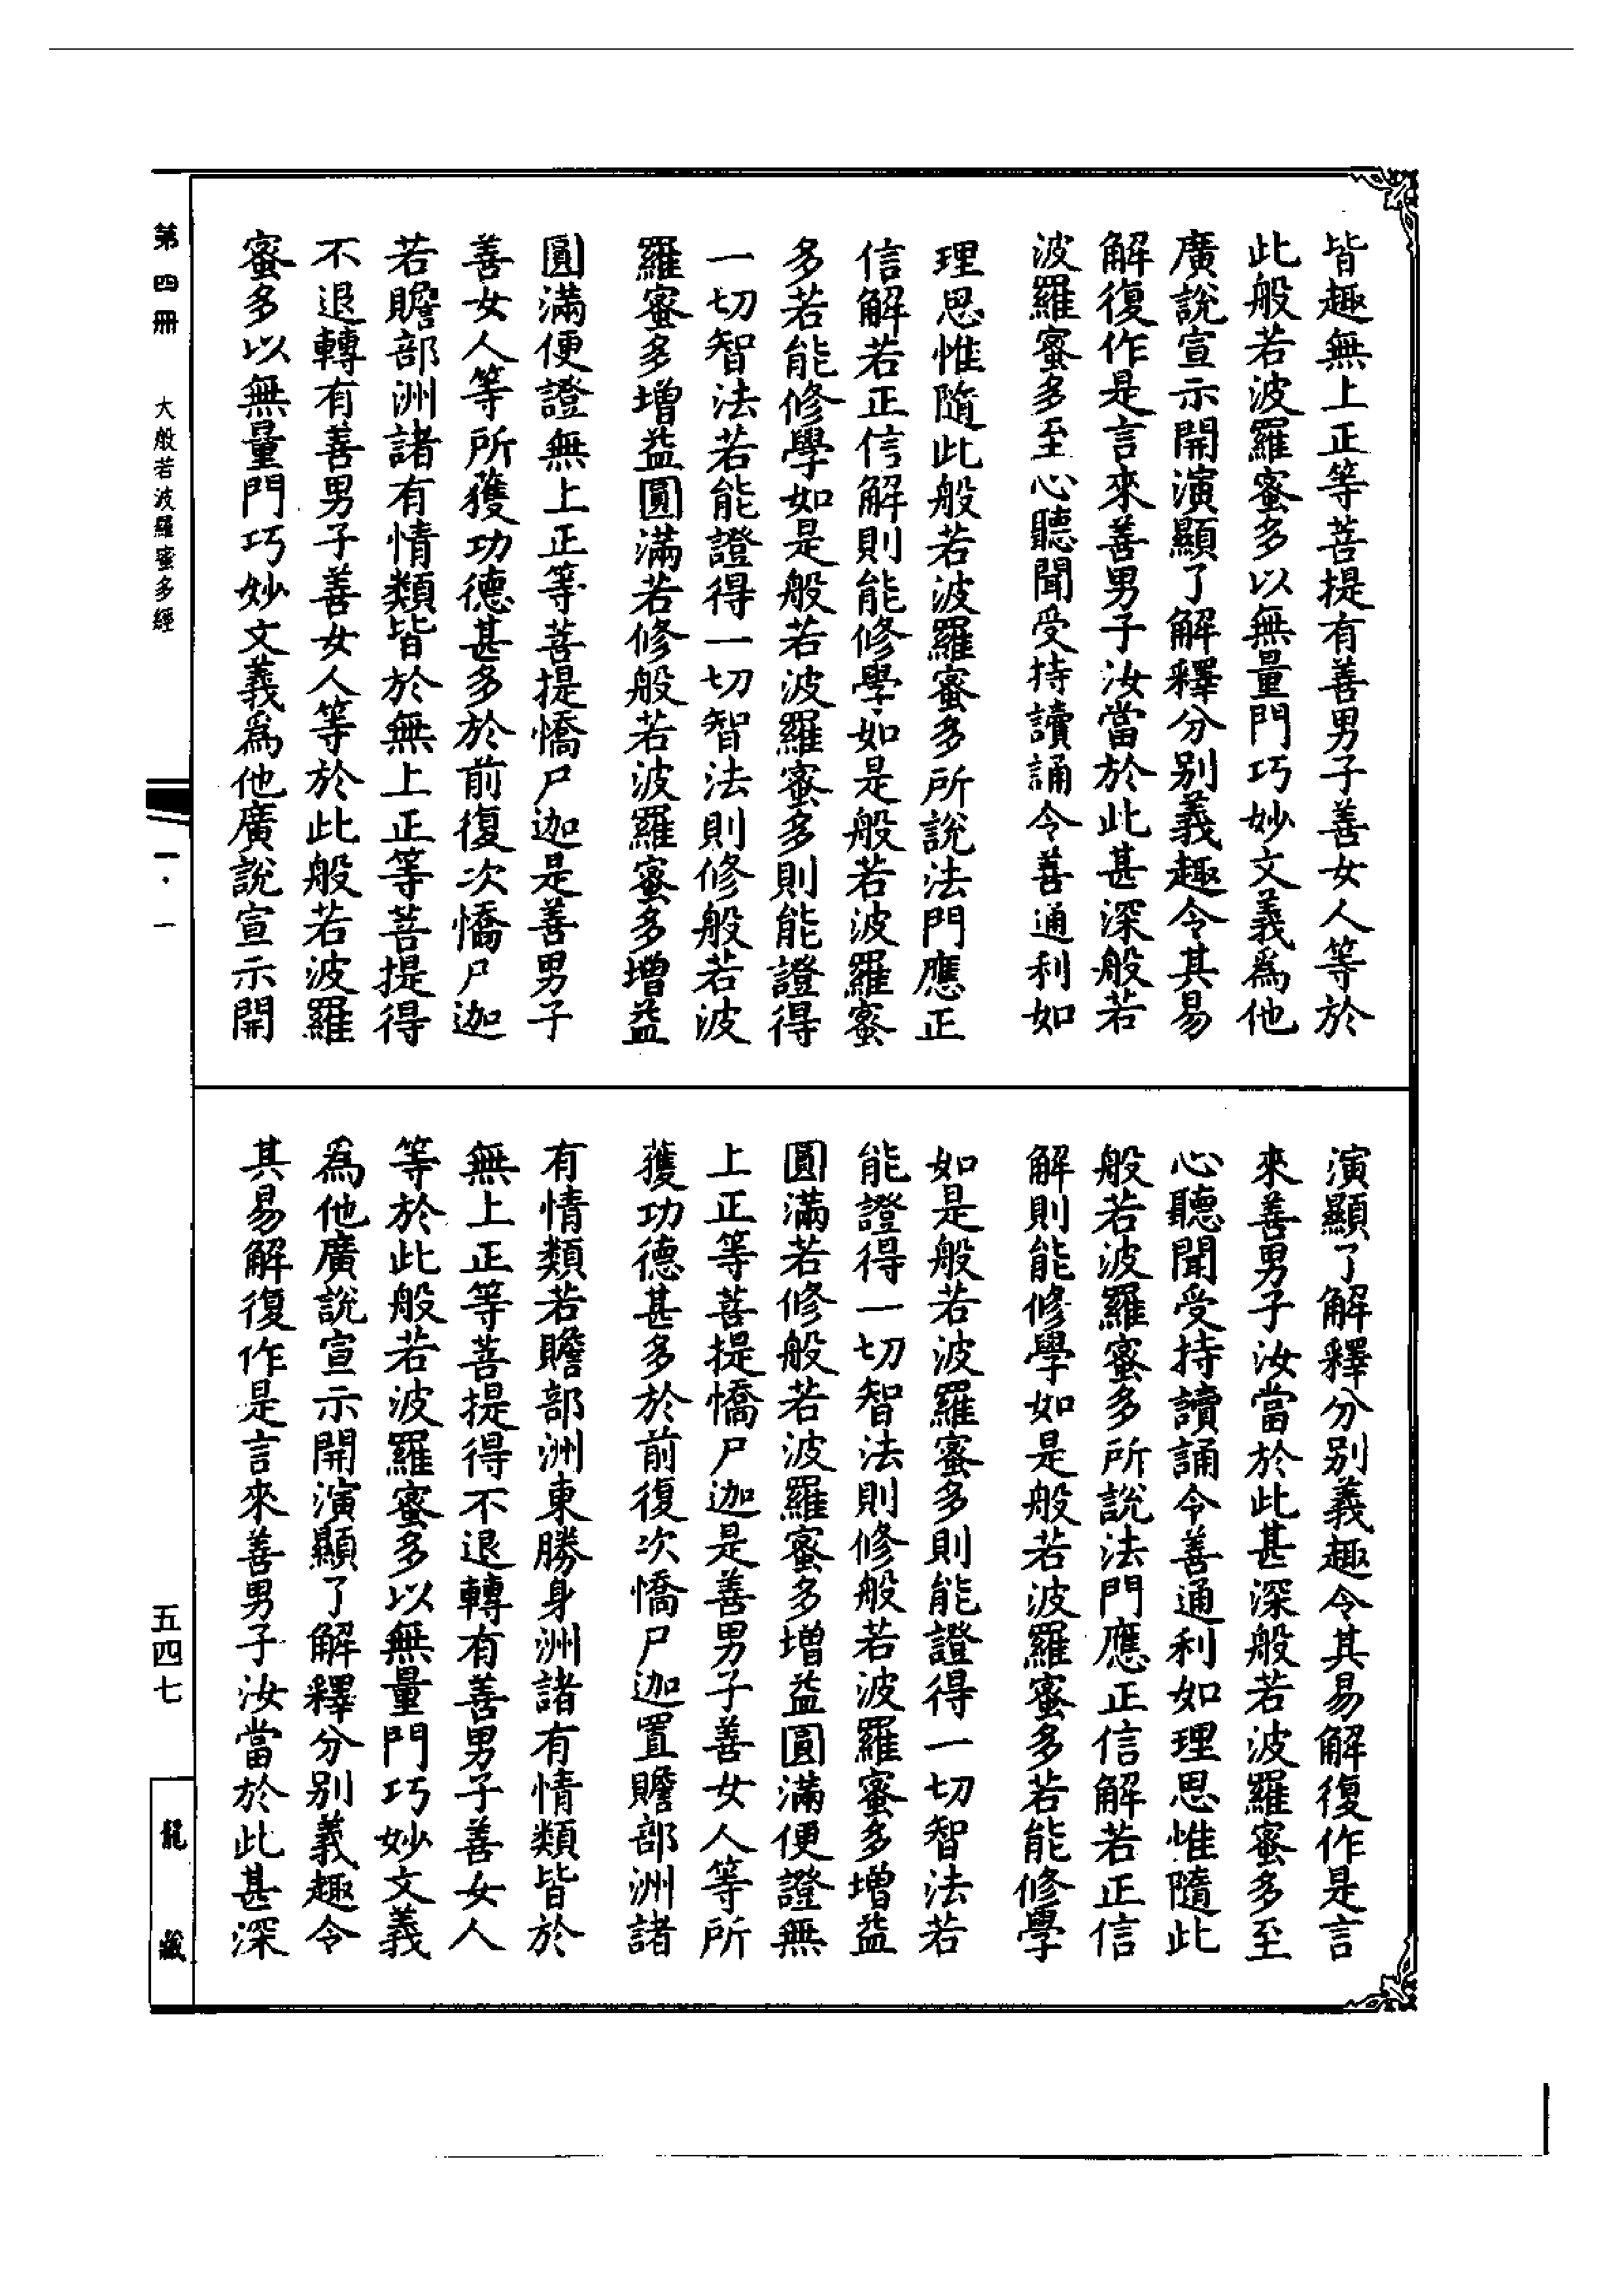 皆趣無上正等菩提有善男子善女人等於
此般若波羅蜜多以無量門巧妙文義為他
廣說宣示開演顯了解釋分別義趣令其易
解復作是言來善男子汝當於此甚深般若
波羅蜜多至心聽聞受持讀誦令善通利如
理思惟隨此般若波羅蜜多所說法門應正
信解若正信解則能修學如是般若波羅蜜
多若能修學如是般若波羅蜜多則能證得
一切智法若能證得一切智法則修般若波
羅蜜多增益圓滿若修般若波羅蜜多增益
圓滿便證無上正等菩提憍尸迦是善男子
善女人等所獲功德甚多於前復次憍尸迦
若贍部洲諸有情類皆於無上正等菩提得
不退轉有善男子善女人等於此般若波羅
蜜多以無量門巧妙文義為他廣說宣示開
演顯了解釋分別義趣令其易解復作是言
來善男子汝當於此甚深般若波羅蜜多至
心聽聞受持讀誦令善通利如理思惟隨此
般若波羅蜜多所說法門應正信解若正信
解則能修學如是般若波羅蜜多若能修學
如是般若波羅蜜多則能證得一切智法若
能證得一切智法則修般若波羅蜜多增益
圓滿若修般若波羅蜜多增益圓滿便證無
上正等菩提憍尸迦是善男子善女人等所
獲功德甚多於前復次憍尸迦置贍部洲諸
有情類若贍部洲東勝身洲諸有情類皆於
無上正等菩提得不退轉有善男子善女人
等於此般若波羅蜜多以無量門巧妙文義
為他廣說宣示開演顯了解釋分別義趣令
其易解復作是言來善男子汝當於此甚深
第四冊 大般若波羅蜜多經 一·一 五四七 龍藏